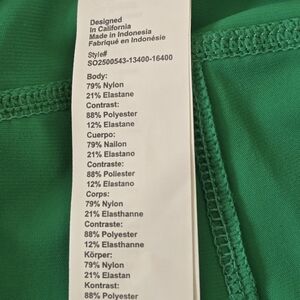 Designed
In California
Made in Indonesia
Fabriqué en Indonésie
Style#
SO2500543-13400-16400
Body:
79% Nylon
21% Elastane
Contrast:
88% Polyester
12% Elastane
Cuerpo:
79% Nailon
21% Elastano
Contraste:
88% Poliester
12% Elastano
Corps:
79% Nylon
21% Elasthanne
Contraste:
88% Polyester
12% Elasthanne
Körper:
79% Nylon
21% Elastan
Kontrast:
88% Polyester